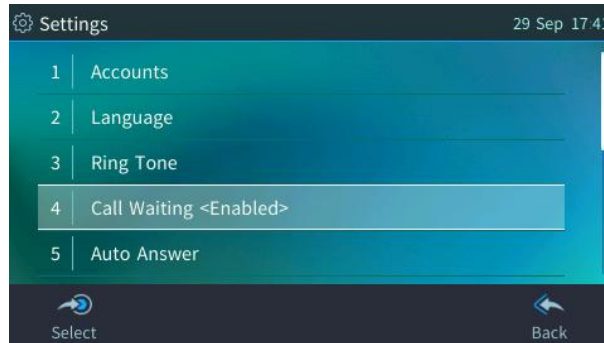 Settings 29 Sep 17:41
1 Accounts
2 Language
3 Ring Tone
4 Call Waiting <Enabled>
5 Auto Answer
Select Back